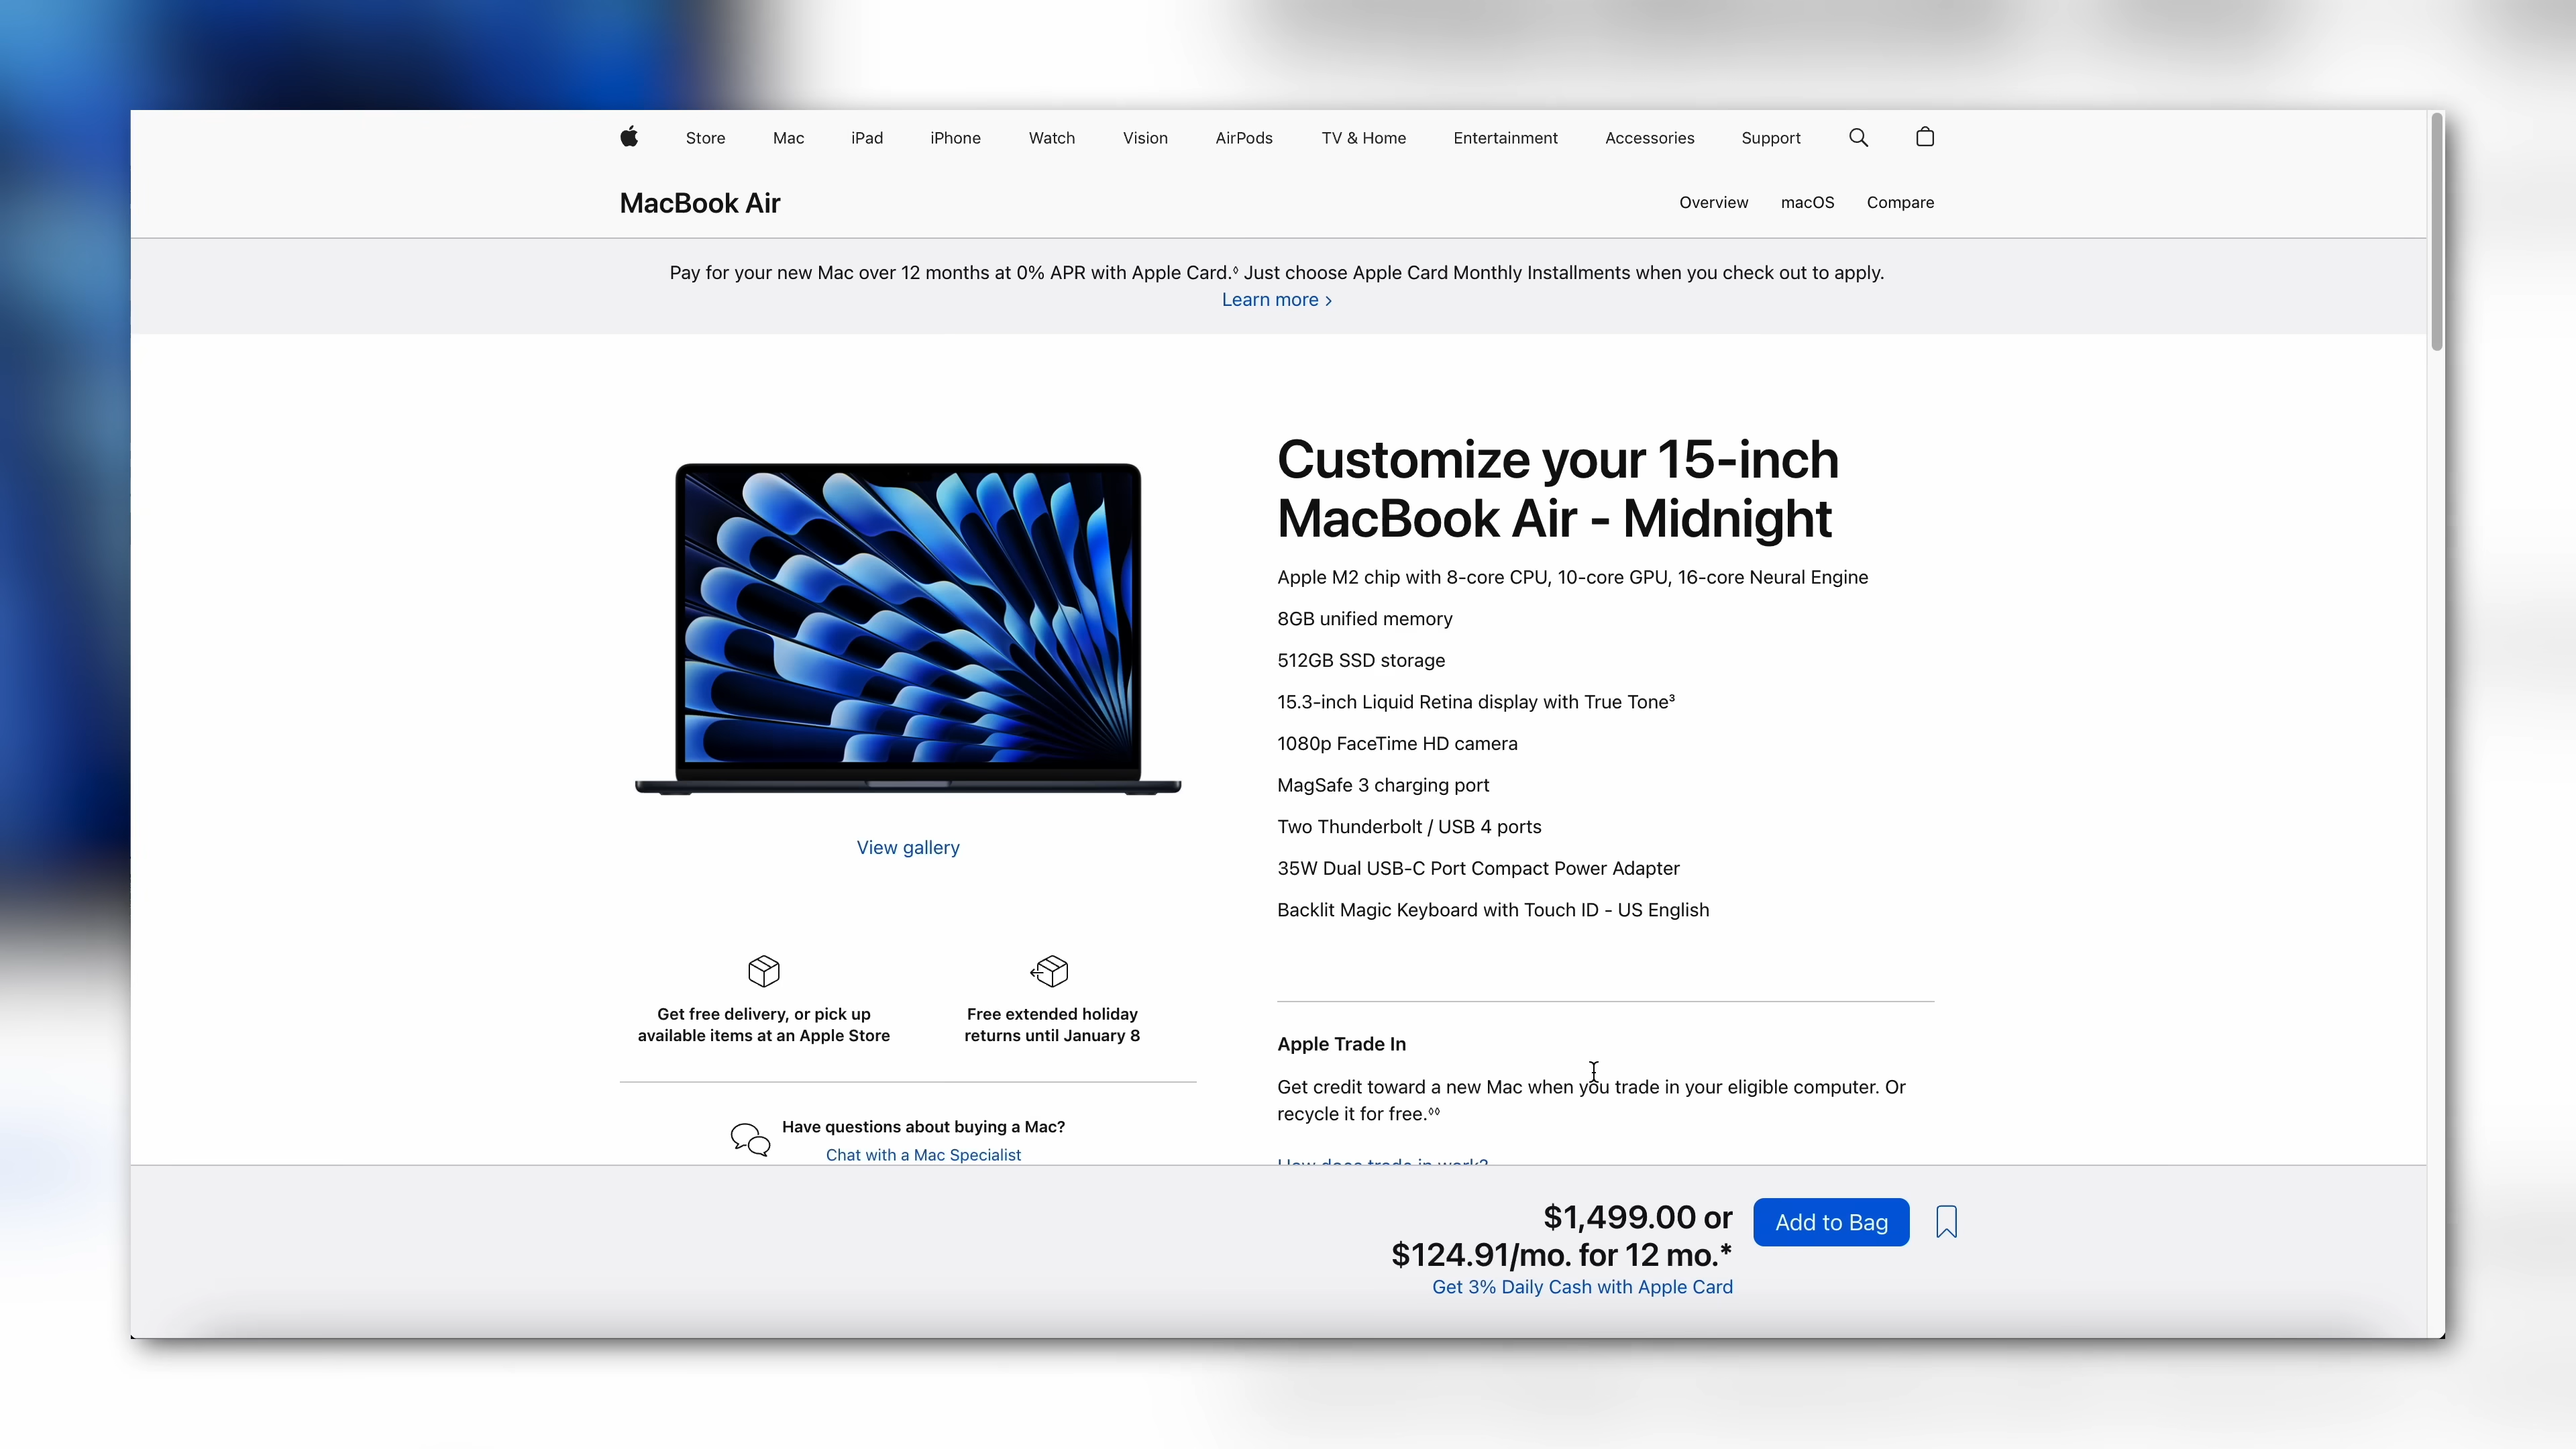 Store Mac iPad iPhone Watch Vision AirPods TV & Home Entertainment Accessories Support
MacBook Air
Overview macOS Compare
Pay for your new Mac over 12 months at 0% APR with Apple Card.◊ Just choose Apple Card Monthly Installments when you check out to apply.
Learn more >
Customize your 15-inch
MacBook Air - Midnight
Apple M2 chip with 8-core CPU, 10-core GPU, 16-core Neural Engine
8GB unified memory
512GB SSD storage
15.3-inch Liquid Retina display with True Tone³
1080p FaceTime HD camera
MagSafe 3 charging port
Two Thunderbolt / USB 4 ports
35W Dual USB-C Port Compact Power Adapter
Backlit Magic Keyboard with Touch ID - US English
View gallery
Get free delivery, or pick up
available items at an Apple Store
Free extended holiday
returns until January 8
Have questions about buying a Mac?
Chat with a Mac Specialist
Apple Trade In
Get credit toward a new Mac when you trade in your eligible computer. Or
recycle it for free.◊◊
How does trade in work?
$1,499.00 or
$124.91/mo. for 12 mo.*
Get 3% Daily Cash with Apple Card
Add to Bag